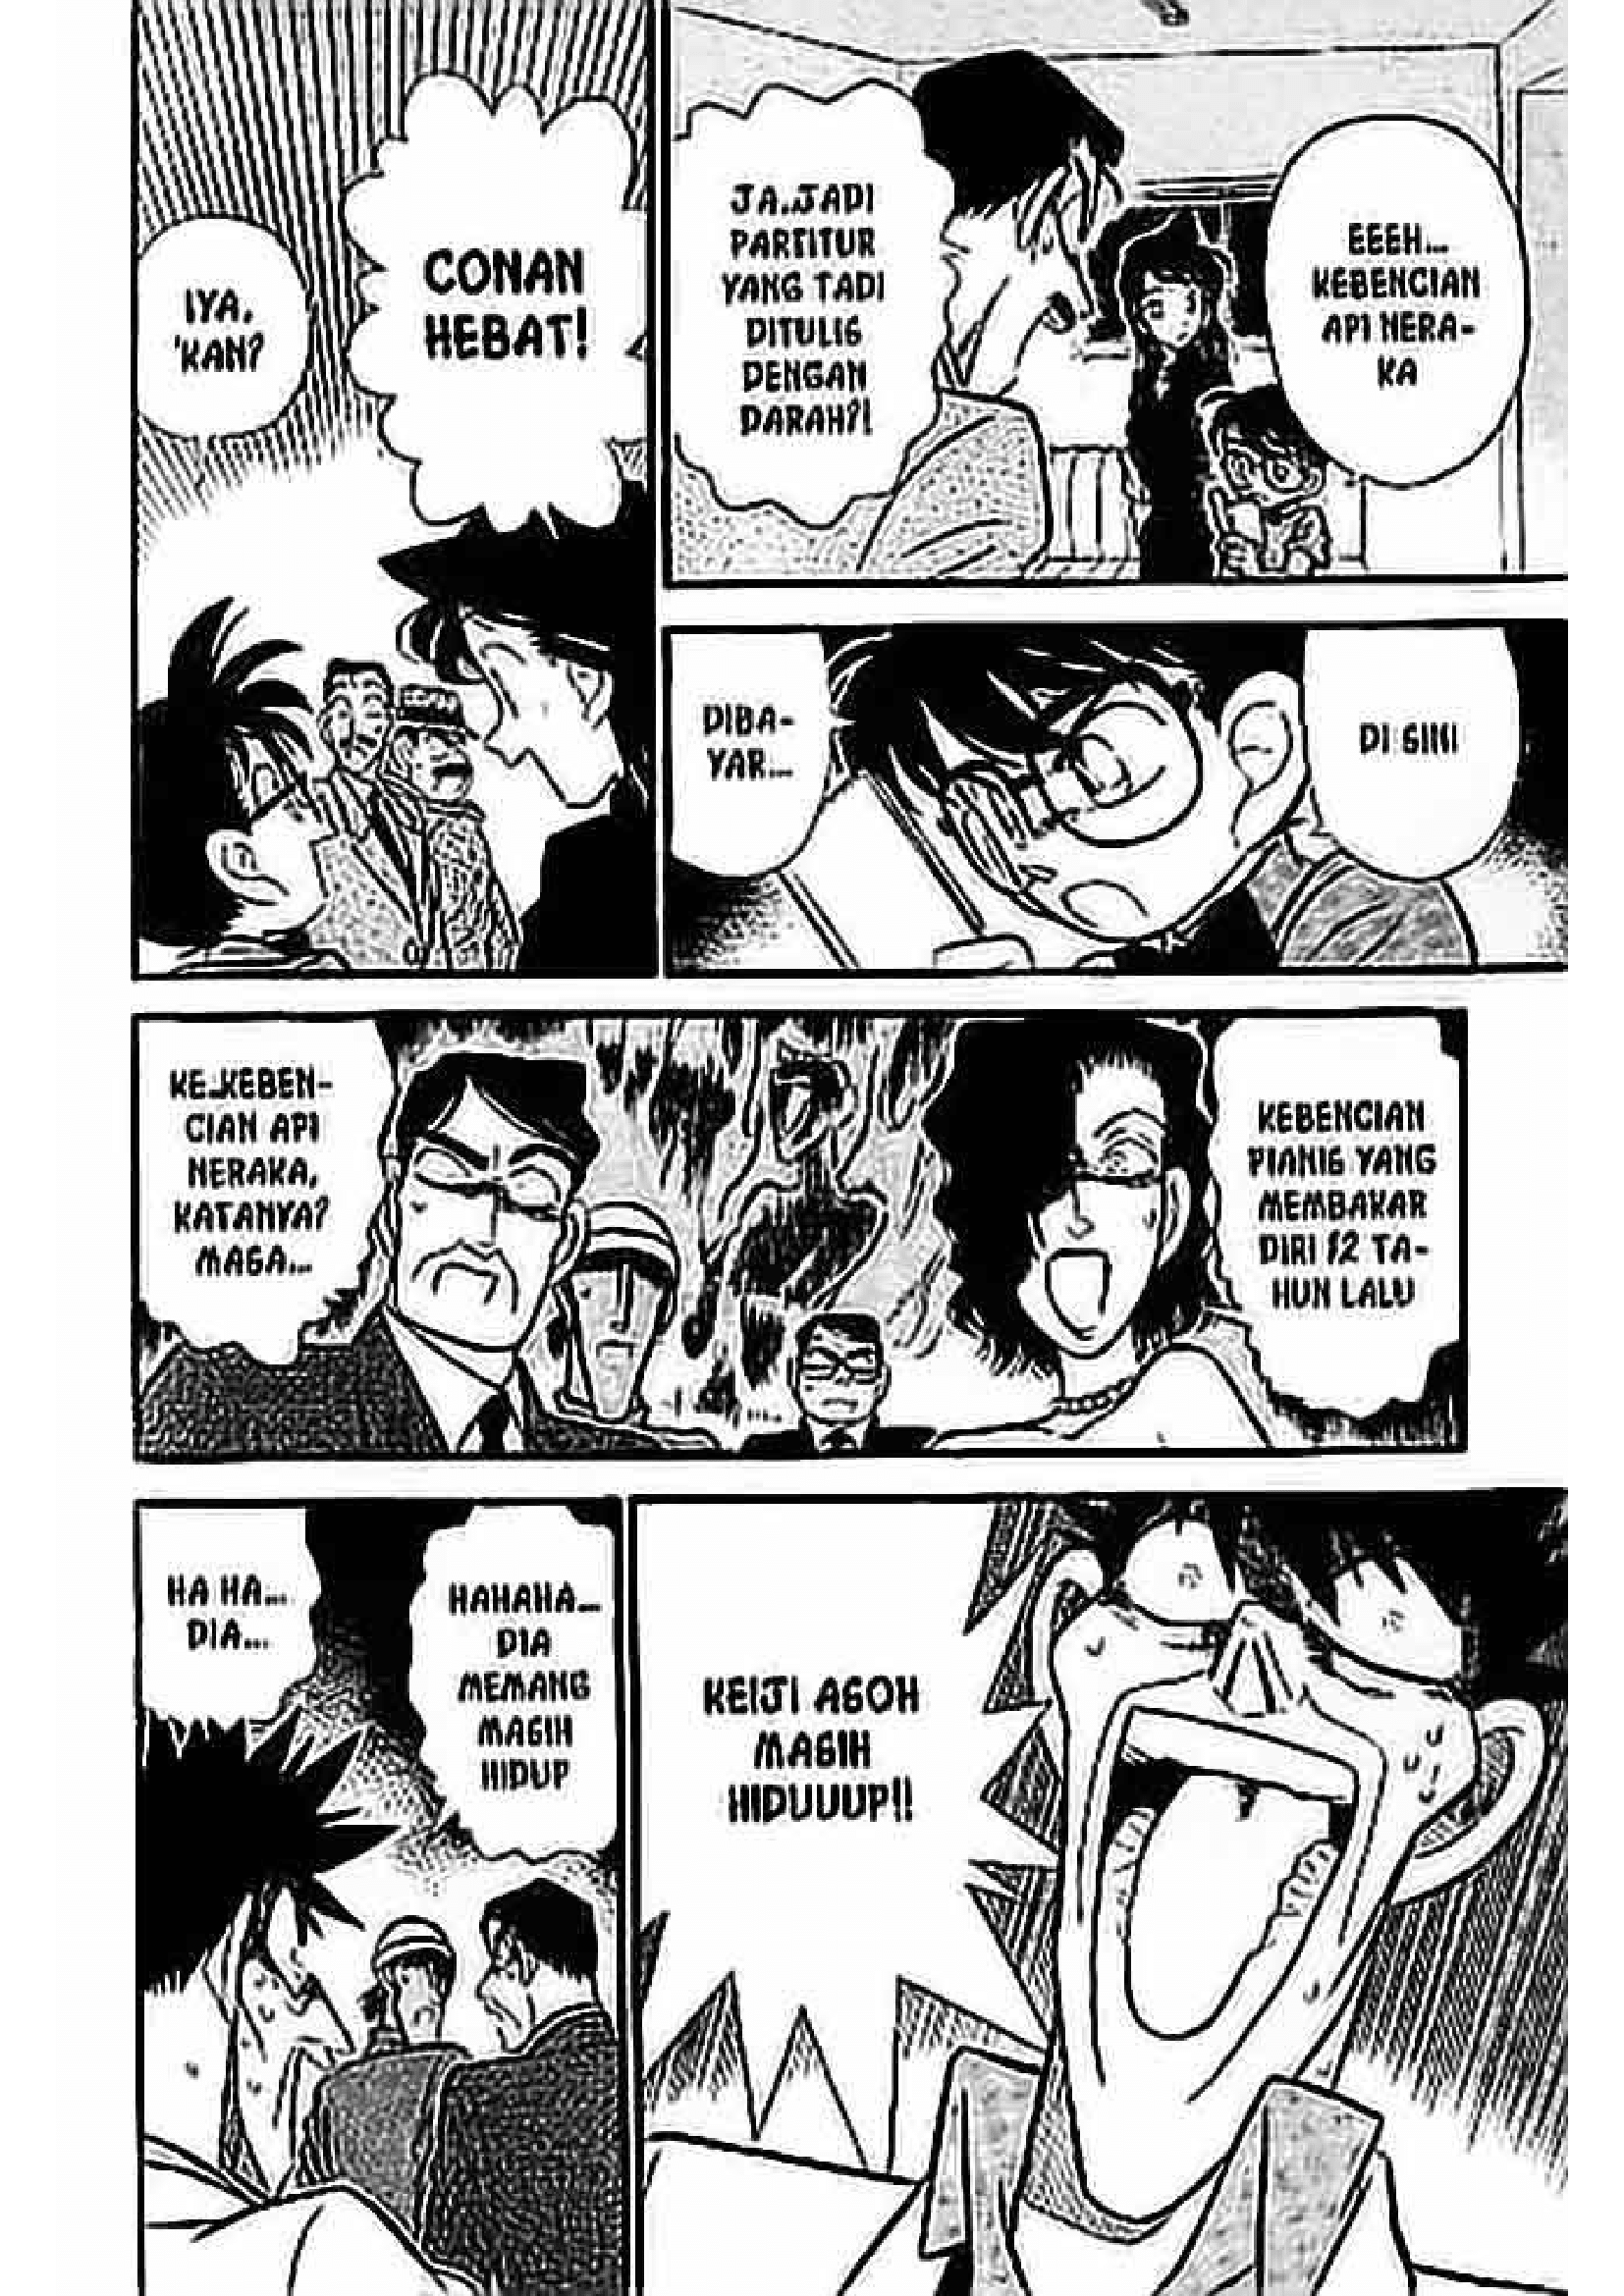 EEEH...
KEBENCIAN
API NERA-
KA
JA..JADI
PARTITUR
YANG TADI
DITULIS
DENGAN
DARAH?!
DI SINI
DIBA-
YAR...
CONAN
HEBAT!
IYA,
'KAN?
KEBENCIAN
PIANIS YANG
MEMBAKAR
DIRI 12 TA-
HUN LALU
KE..KEBEN-
CIAN API
NERAKA,
KATANYA?
MASA...
KEIJI ASOH
MASIH
HIDUUUP!!
HAHAHA...
DIA
MEMANG
MASIH
HIDUP
HA HA...
DIA...